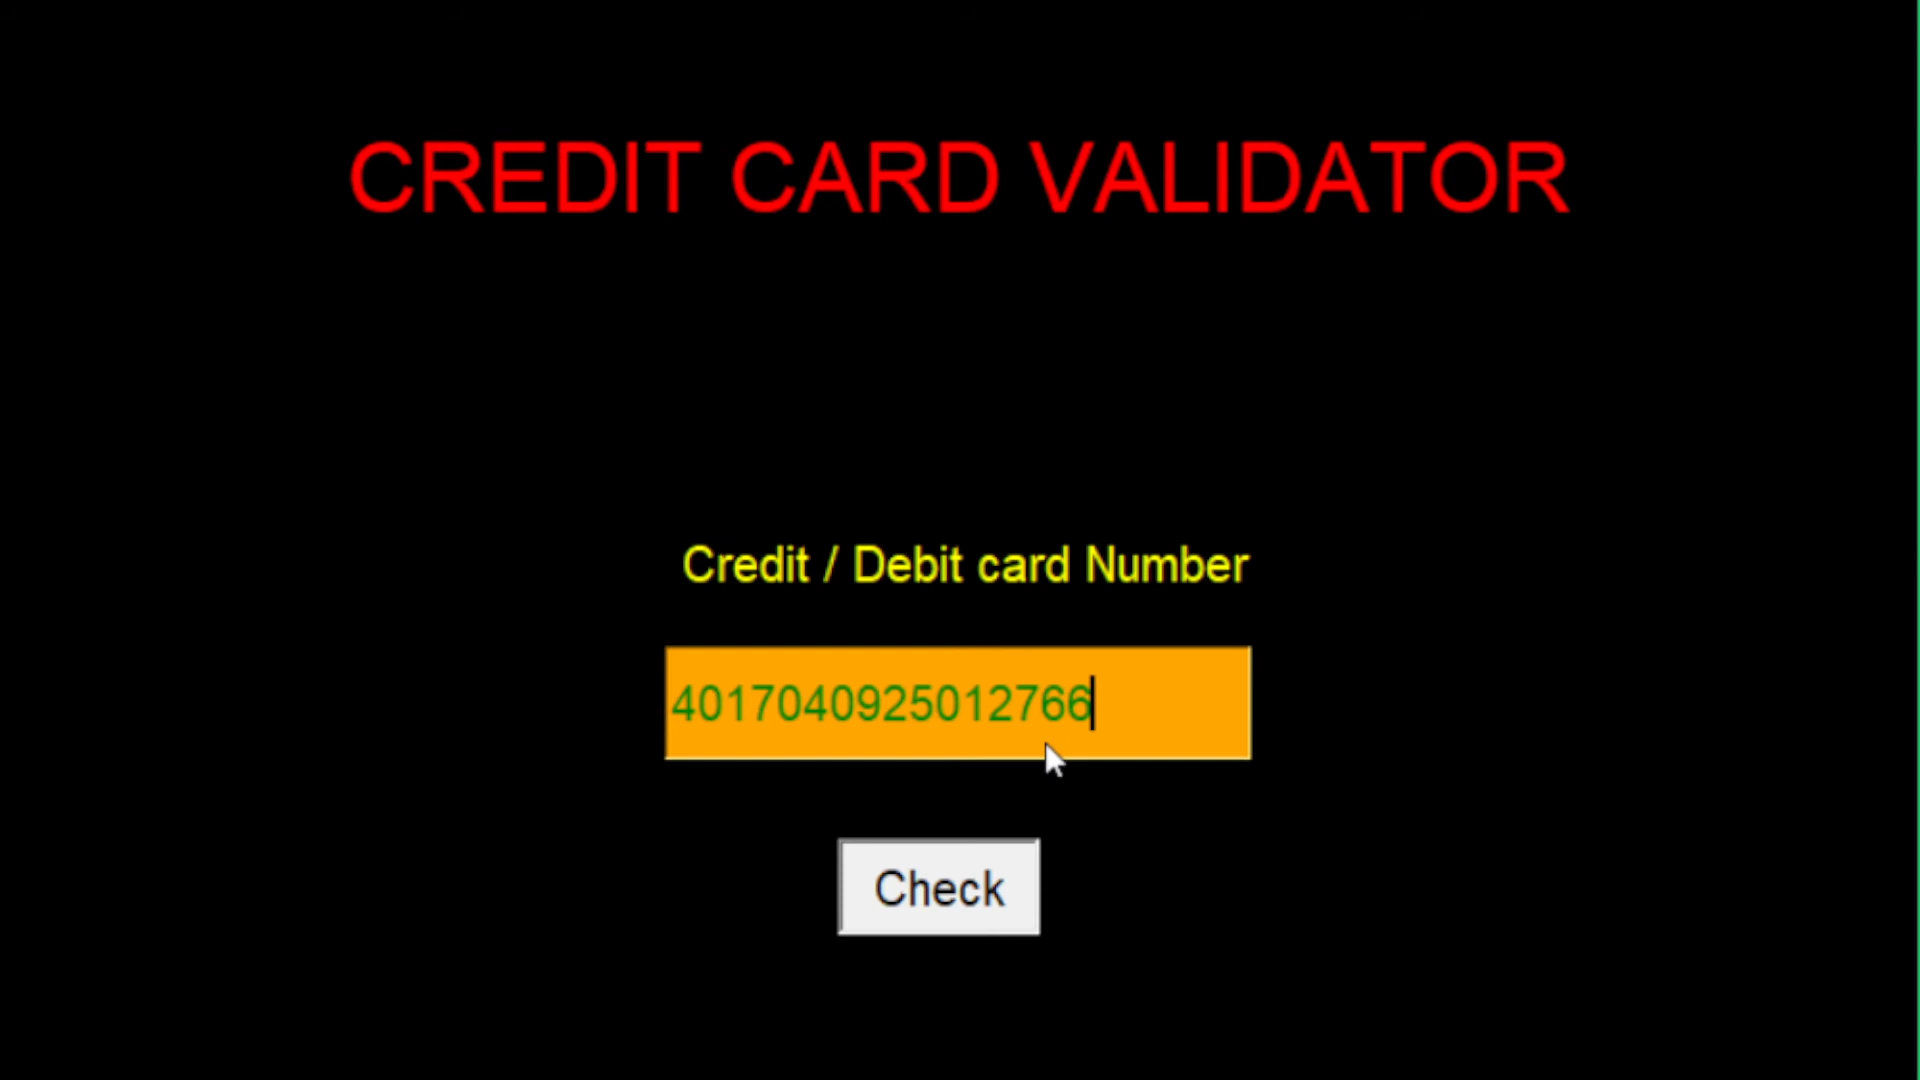 CREDIT CARD VALIDATOR
Credit / Debit card Number
4017040925012766
Check